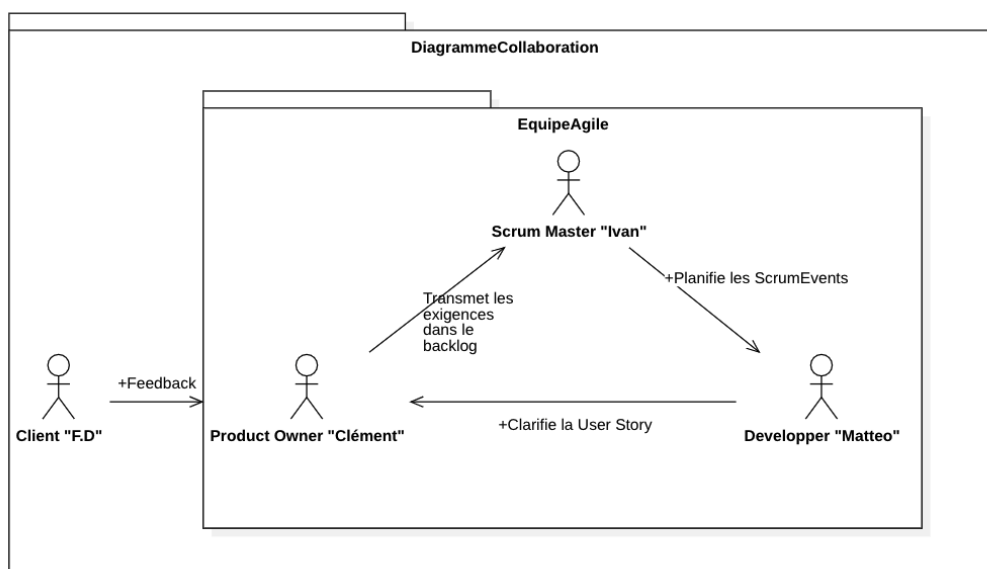 DiagrammeCollaboration
EquipeAgile
Scrum Master "Ivan"
+Planifie les ScrumEvents
Transmet les
exigences
dans le
backlog
+Feedback
+Clarifie la User Story
Client "F.D"
Product Owner "Clément"
Developper "Matteo"